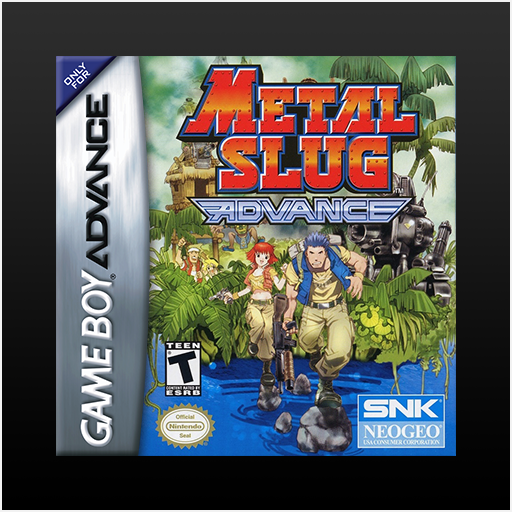 ONLY
FOR
GAME BOY ADVANCE
METAL
SLUG
TM
ADVANCE
TEEN
T
CONTENT RATED BY
ESRB
Official
Nintendo
Seal
SNK
NEOGEO
USA CONSUMER CORPORATION